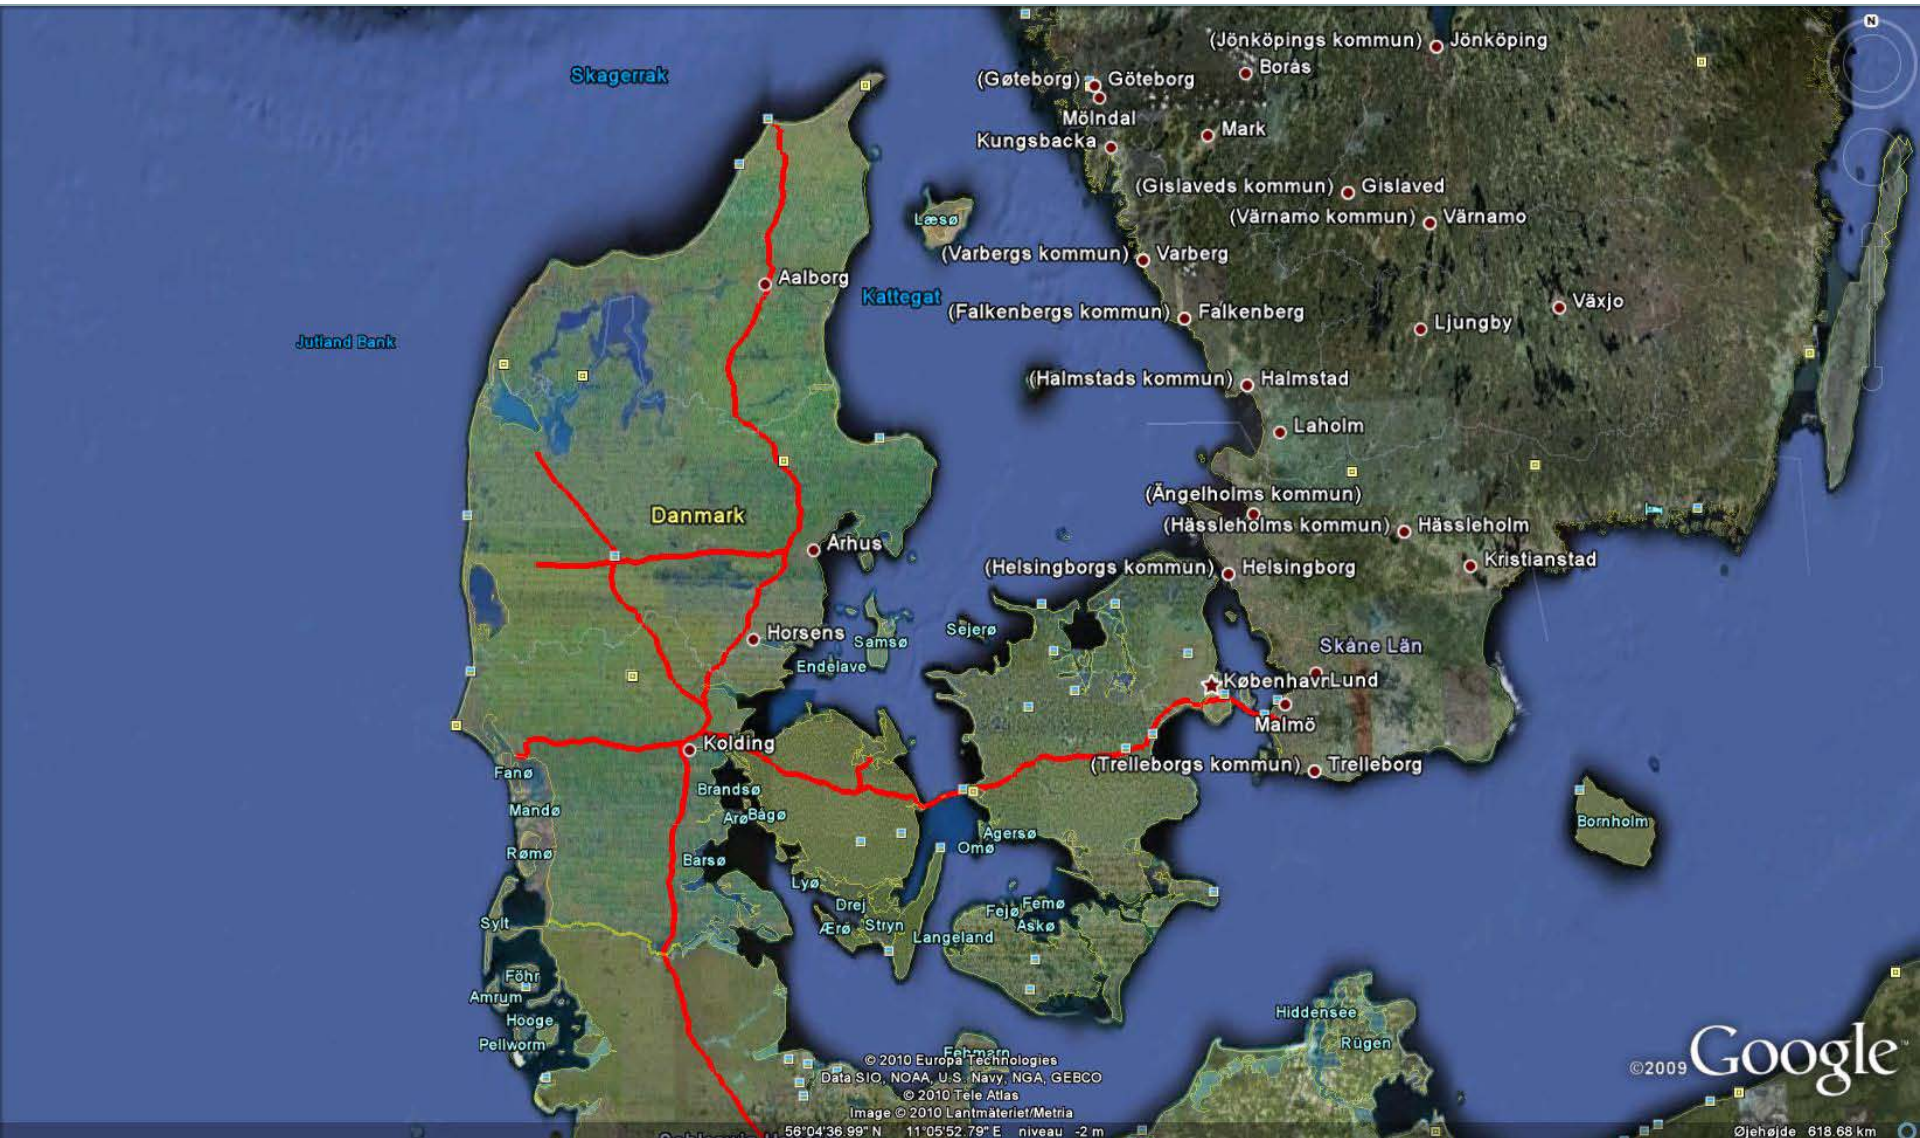 N
(Jönköpings kommun) Jönköping
Borås
Skagerrak
(Gøteborg) Göteborg
Mölndal
Mark
Kungsbacka
(Gislaveds kommun) Gislaved
(Värnamo kommun) Värnamo
Læsø
(Varbergs kommun) Varberg
Aalborg
Kattegat
(Falkenbergs kommun) Falkenberg
Växjo
Ljungby
Jutland Bank
(Halmstads kommun) Halmstad
Laholm
(Ängelholms kommun)
Danmark
(Hässleholms kommun) Hässleholm
Århus
Kristianstad
(Helsingborgs kommun) Helsingborg
Horsens
Samsø
Sejerø
Endelave
Skåne Län
København
Lund
Malmö
Kolding
(Trelleborgs kommun) Trelleborg
Fanø
Brandsø
Mandø
Arø
Bågø
Bornholm
Agersø
Omø
Rømø
Barsø
Lyø
Drej
Fejø
Femø
Sylt
Ærø
Stryn
Askø
Langeland
Föhr
Amrum
Hooge
Hiddensee
Pellworm
Rügen
Fehmarn
© 2010 Europa Technologies
Data SIO, NOAA, U.S. Navy, NGA, GEBCO
© 2010 Tele Atlas
Image © 2010 Lantmäteriet/Metria
©2009 Google™
56°04'36.99" N 11°05'52.79" E niveau -2 m
Øjehøjde 618.68 km